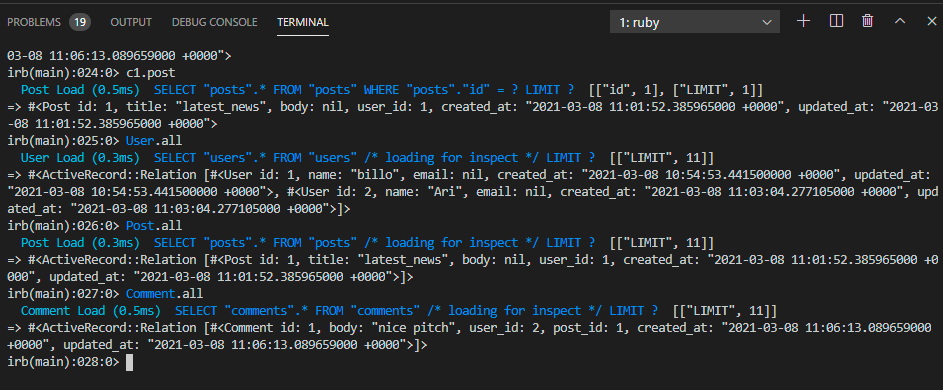 PROBLEMS 19 OUTPUT DEBUG CONSOLE TERMINAL 1: ruby
03-08 11:06:13.089659000 +0000">
irb(main):024:0> c1.post
  Post Load (0.5ms)  SELECT "posts".* FROM "posts" WHERE "posts"."id" = ? LIMIT ?  [["id", 1], ["LIMIT", 1]]
=> #<Post id: 1, title: "latest_news", body: nil, user_id: 1, created_at: "2021-03-08 11:01:52.385965000 +0000", updated_at: "2021-03
-08 11:01:52.385965000 +0000">
irb(main):025:0> User.all
  User Load (0.3ms)  SELECT "users".* FROM "users" /* loading for inspect */ LIMIT ?  [["LIMIT", 11]]
=> #<ActiveRecord::Relation [#<User id: 1, name: "billo", email: nil, created_at: "2021-03-08 10:54:53.441500000 +0000", updated_at:
"2021-03-08 10:54:53.441500000 +0000">, #<User id: 2, name: "Ari", email: nil, created_at: "2021-03-08 11:03:04.277105000 +0000", upd
ated_at: "2021-03-08 11:03:04.277105000 +0000">]>
irb(main):026:0> Post.all
  Post Load (0.3ms)  SELECT "posts".* FROM "posts" /* loading for inspect */ LIMIT ?  [["LIMIT", 11]]
=> #<ActiveRecord::Relation [#<Post id: 1, title: "latest_news", body: nil, user_id: 1, created_at: "2021-03-08 11:01:52.385965000 +0
000", updated_at: "2021-03-08 11:01:52.385965000 +0000">]>
irb(main):027:0> Comment.all
  Comment Load (0.5ms)  SELECT "comments".* FROM "comments" /* loading for inspect */ LIMIT ?  [["LIMIT", 11]]
=> #<ActiveRecord::Relation [#<Comment id: 1, body: "nice pitch", user_id: 2, post_id: 1, created_at: "2021-03-08 11:06:13.089659000
+0000", updated_at: "2021-03-08 11:06:13.089659000 +0000">]>
irb(main):028:0>